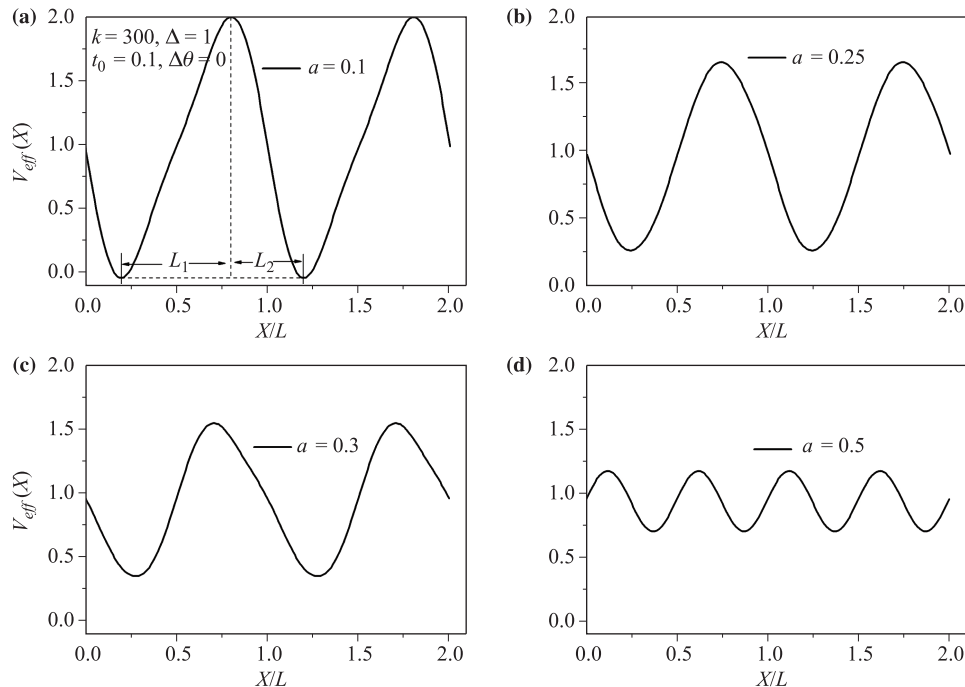 (a)
2.0
1.5
1.0
0.5
0.0
V_eff(X)
k = 300, Δ = 1
t₀ = 0.1, Δθ = 0
a = 0.1
L₁
L₂
0.0 0.5 1.0 1.5 2.0
X/L
(b)
2.0
1.5
1.0
0.5
0.0
a = 0.25
0.0 0.5 1.0 1.5 2.0
X/L
(c)
2.0
1.5
1.0
0.5
0.0
V_eff(X)
a = 0.3
0.0 0.5 1.0 1.5 2.0
X/L
(d)
2.0
1.5
1.0
0.5
0.0
a = 0.5
0.0 0.5 1.0 1.5 2.0
X/L